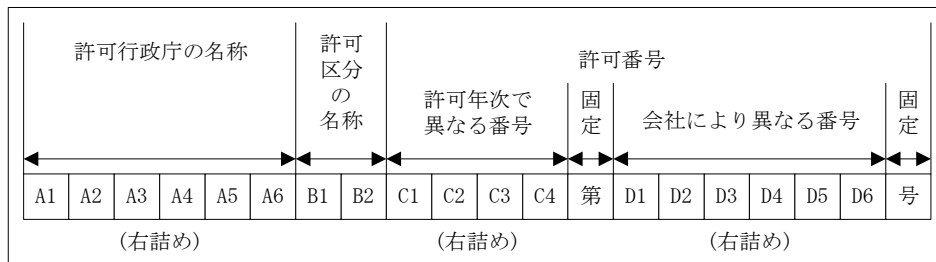 許可行政庁の名称
許可
区分
の
名称
許可番号
許可年次で
異なる番号
固
定
会社により異なる番号
固
定
A1 A2 A3 A4 A5 A6 B1 B2 C1 C2 C3 C4 第 D1 D2 D3 D4 D5 D6 号
(右詰め) (右詰め) (右詰め)